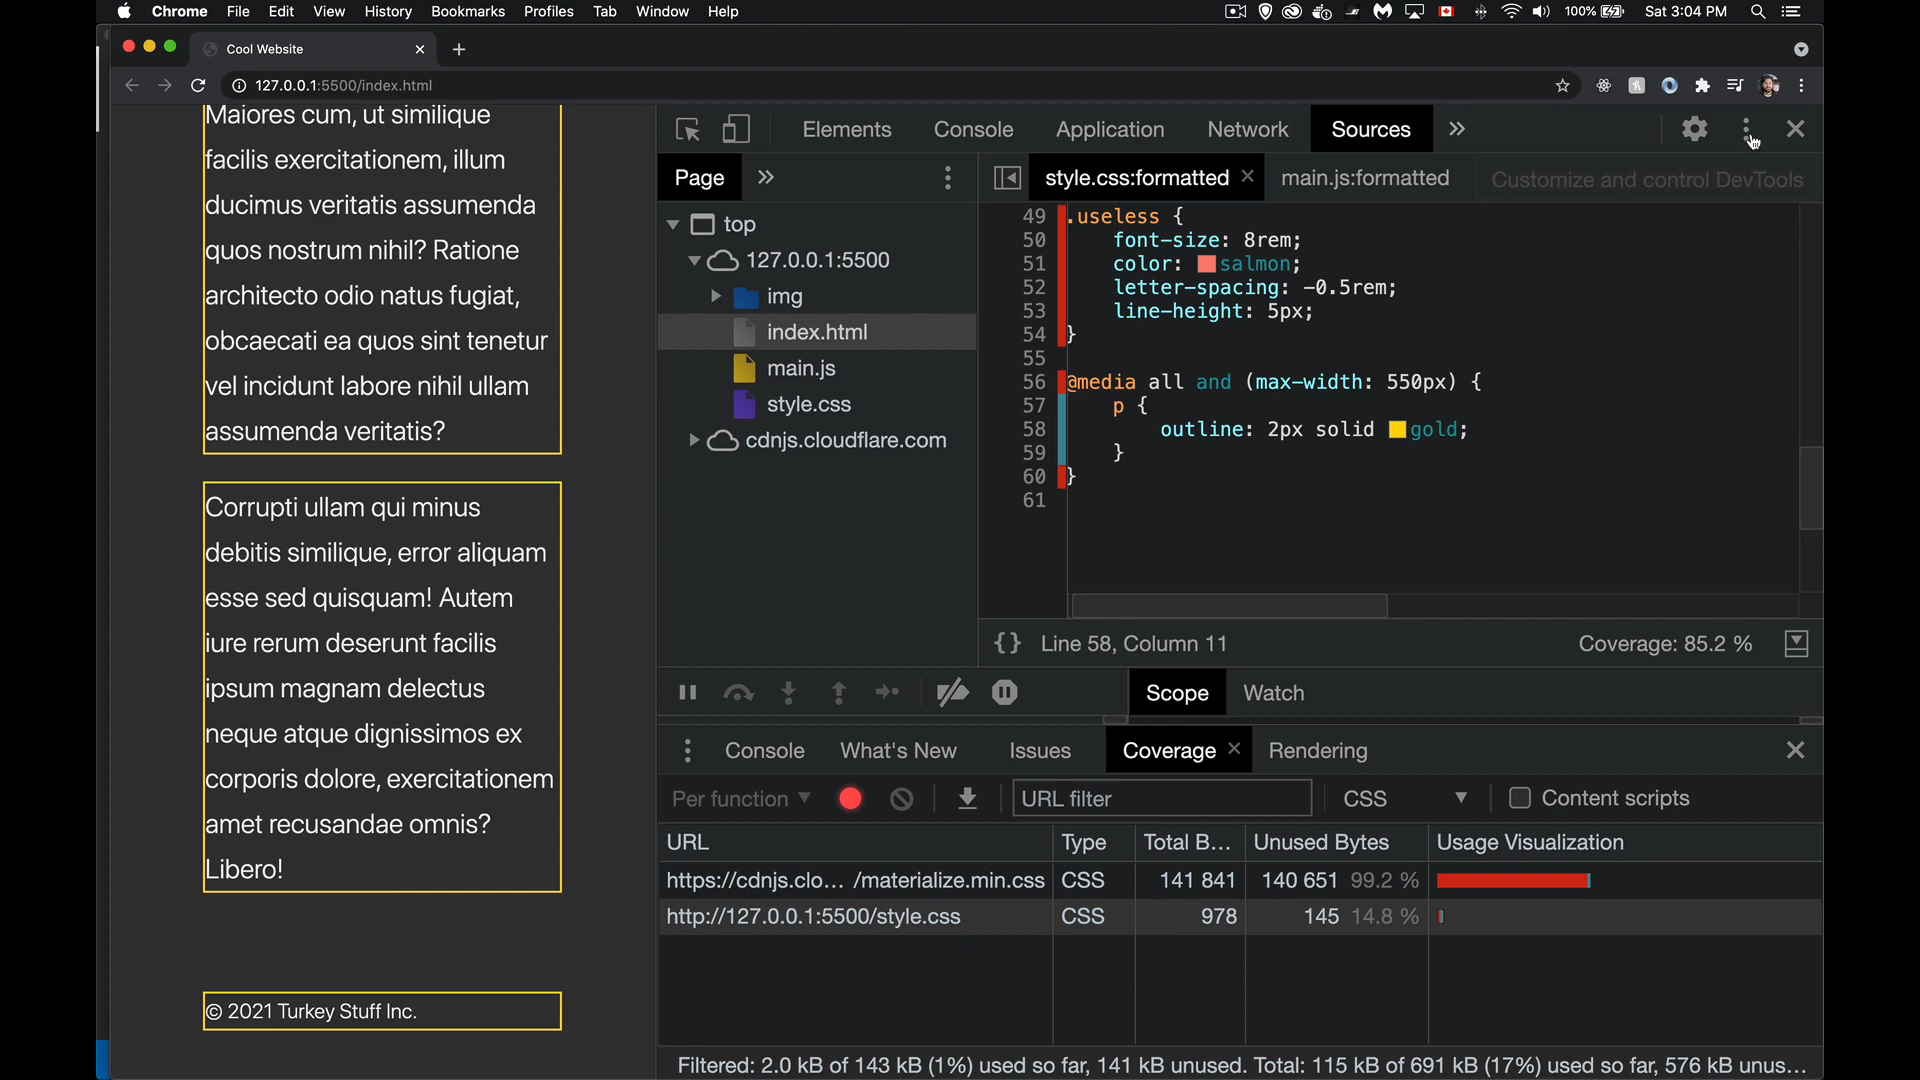 Chrome File Edit View History Bookmarks Profiles Tab Window Help 100% Sat 3:04 PM
Cool Website
127.0.0.1:5500/index.html
Maiores cum, ut similique
facilis exercitationem, illum
ducimus veritatis assumenda
quos nostrum nihil? Ratione
architecto odio natus fugiat,
obcaecati ea quos sint tenetur
vel incidunt labore nihil ullam
assumenda veritatis?
Corrupti ullam qui minus
debitis similique, error aliquam
esse sed quisquam! Autem
iure rerum deserunt facilis
ipsum magnam delectus
neque atque dignissimos ex
corporis dolore, exercitationem
amet recusandae omnis?
Libero!
© 2021 Turkey Stuff Inc.
Elements Console Application Network Sources »
Page »
top
127.0.0.1:5500
img
index.html
main.js
style.css
cdnjs.cloudflare.com
style.css:formatted main.js:formatted Customize and control DevTools
49 .useless {
50 font-size: 8rem;
51 color: salmon;
52 letter-spacing: -0.5rem;
53 line-height: 5px;
54 }
55
56 @media all and (max-width: 550px) {
57 p {
58 outline: 2px solid gold;
59 }
60 }
61
{} Line 58, Column 11 Coverage: 85.2 %
Scope Watch
Console What's New Issues Coverage Rendering
Per function URL filter CSS Content scripts
URL Type Total B... Unused Bytes Usage Visualization
https://cdnjs.clo… /materialize.min.css CSS 141 841 140 651 99.2 %
http://127.0.0.1:5500/style.css CSS 978 145 14.8 %
Filtered: 2.0 kB of 143 kB (1%) used so far, 141 kB unused. Total: 115 kB of 691 kB (17%) used so far, 576 kB unus...